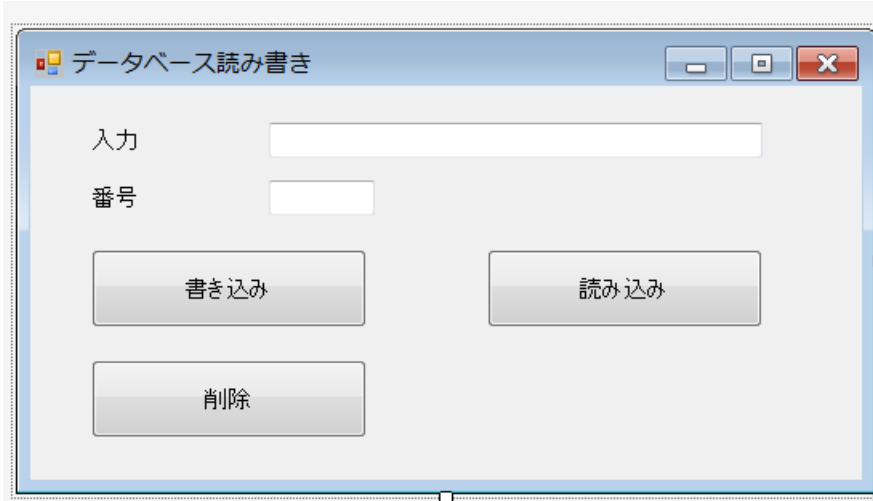 データベース読み書き
入力
番号
書き込み
読み込み
削除